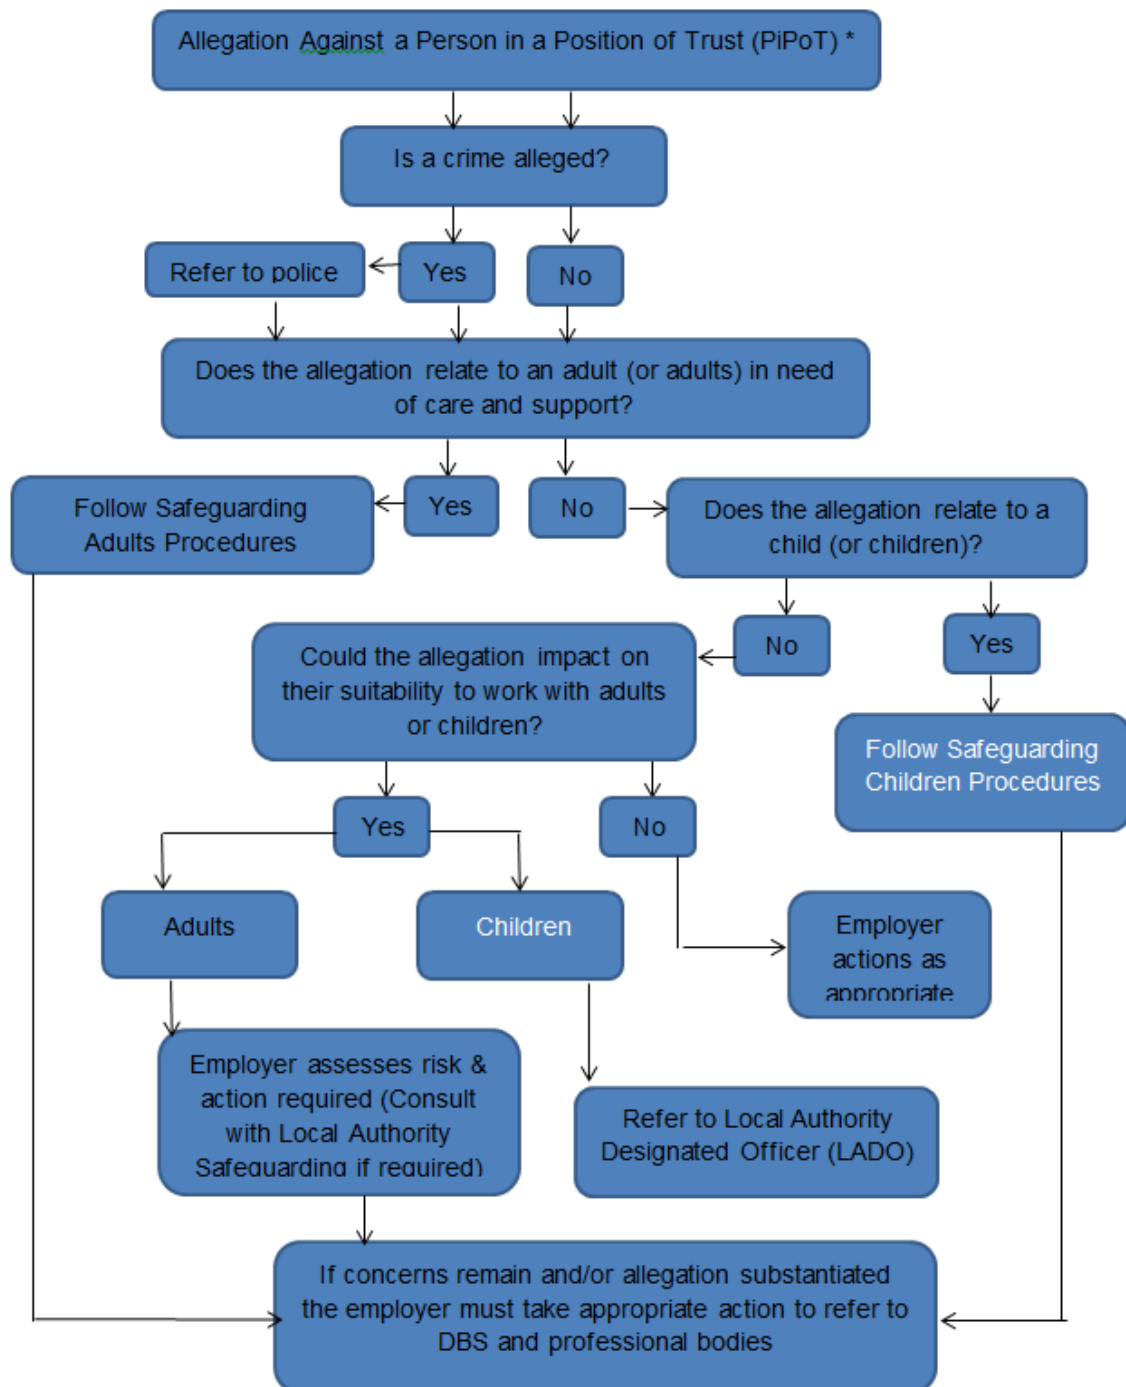 Allegation Against a Person in a Position of Trust (PiPoT) *
Is a crime alleged?
Refer to police
Yes
No
Does the allegation relate to an adult (or adults) in need
of care and support?
Follow Safeguarding
Adults Procedures
Yes
No
Does the allegation relate to a
child (or children)?
No
Yes
Could the allegation impact on
their suitability to work with adults
or children?
Follow Safeguarding
Children Procedures
Yes
No
Adults
Children
Employer
actions as
appropriate
Employer assesses risk &
action required (Consult
with Local Authority
Safeguarding if required)
Refer to Local Authority
Designated Officer (LADO)
If concerns remain and/or allegation substantiated
the employer must take appropriate action to refer to
DBS and professional bodies